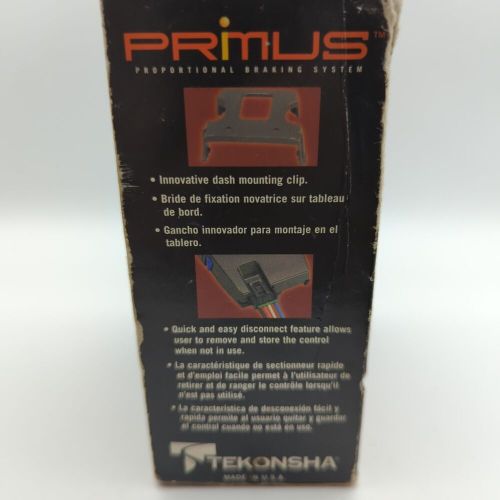 PRIMUS™
PROPORTIONAL BRAKING SYSTEM
• Innovative dash mounting clip.
• Bride de fixation novatrice sur tableau
de bord.
• Gancho innovador para montaje en el
tablero.
• Quick and easy disconnect feature allows
user to remove and store the control
when not in use.
• La caractéristique de sectionneur rapide
et d'emploi facile permet à l'utilisateur de
retirer et de ranger le contrôle lorsqu'il
n'est pas utilisé.
• La característica de desconexión fácil y
rapida permite al usuario quitar y guardar
el control cuando no está en uso.
TEKONSHA®
MADE IN U.S.A.